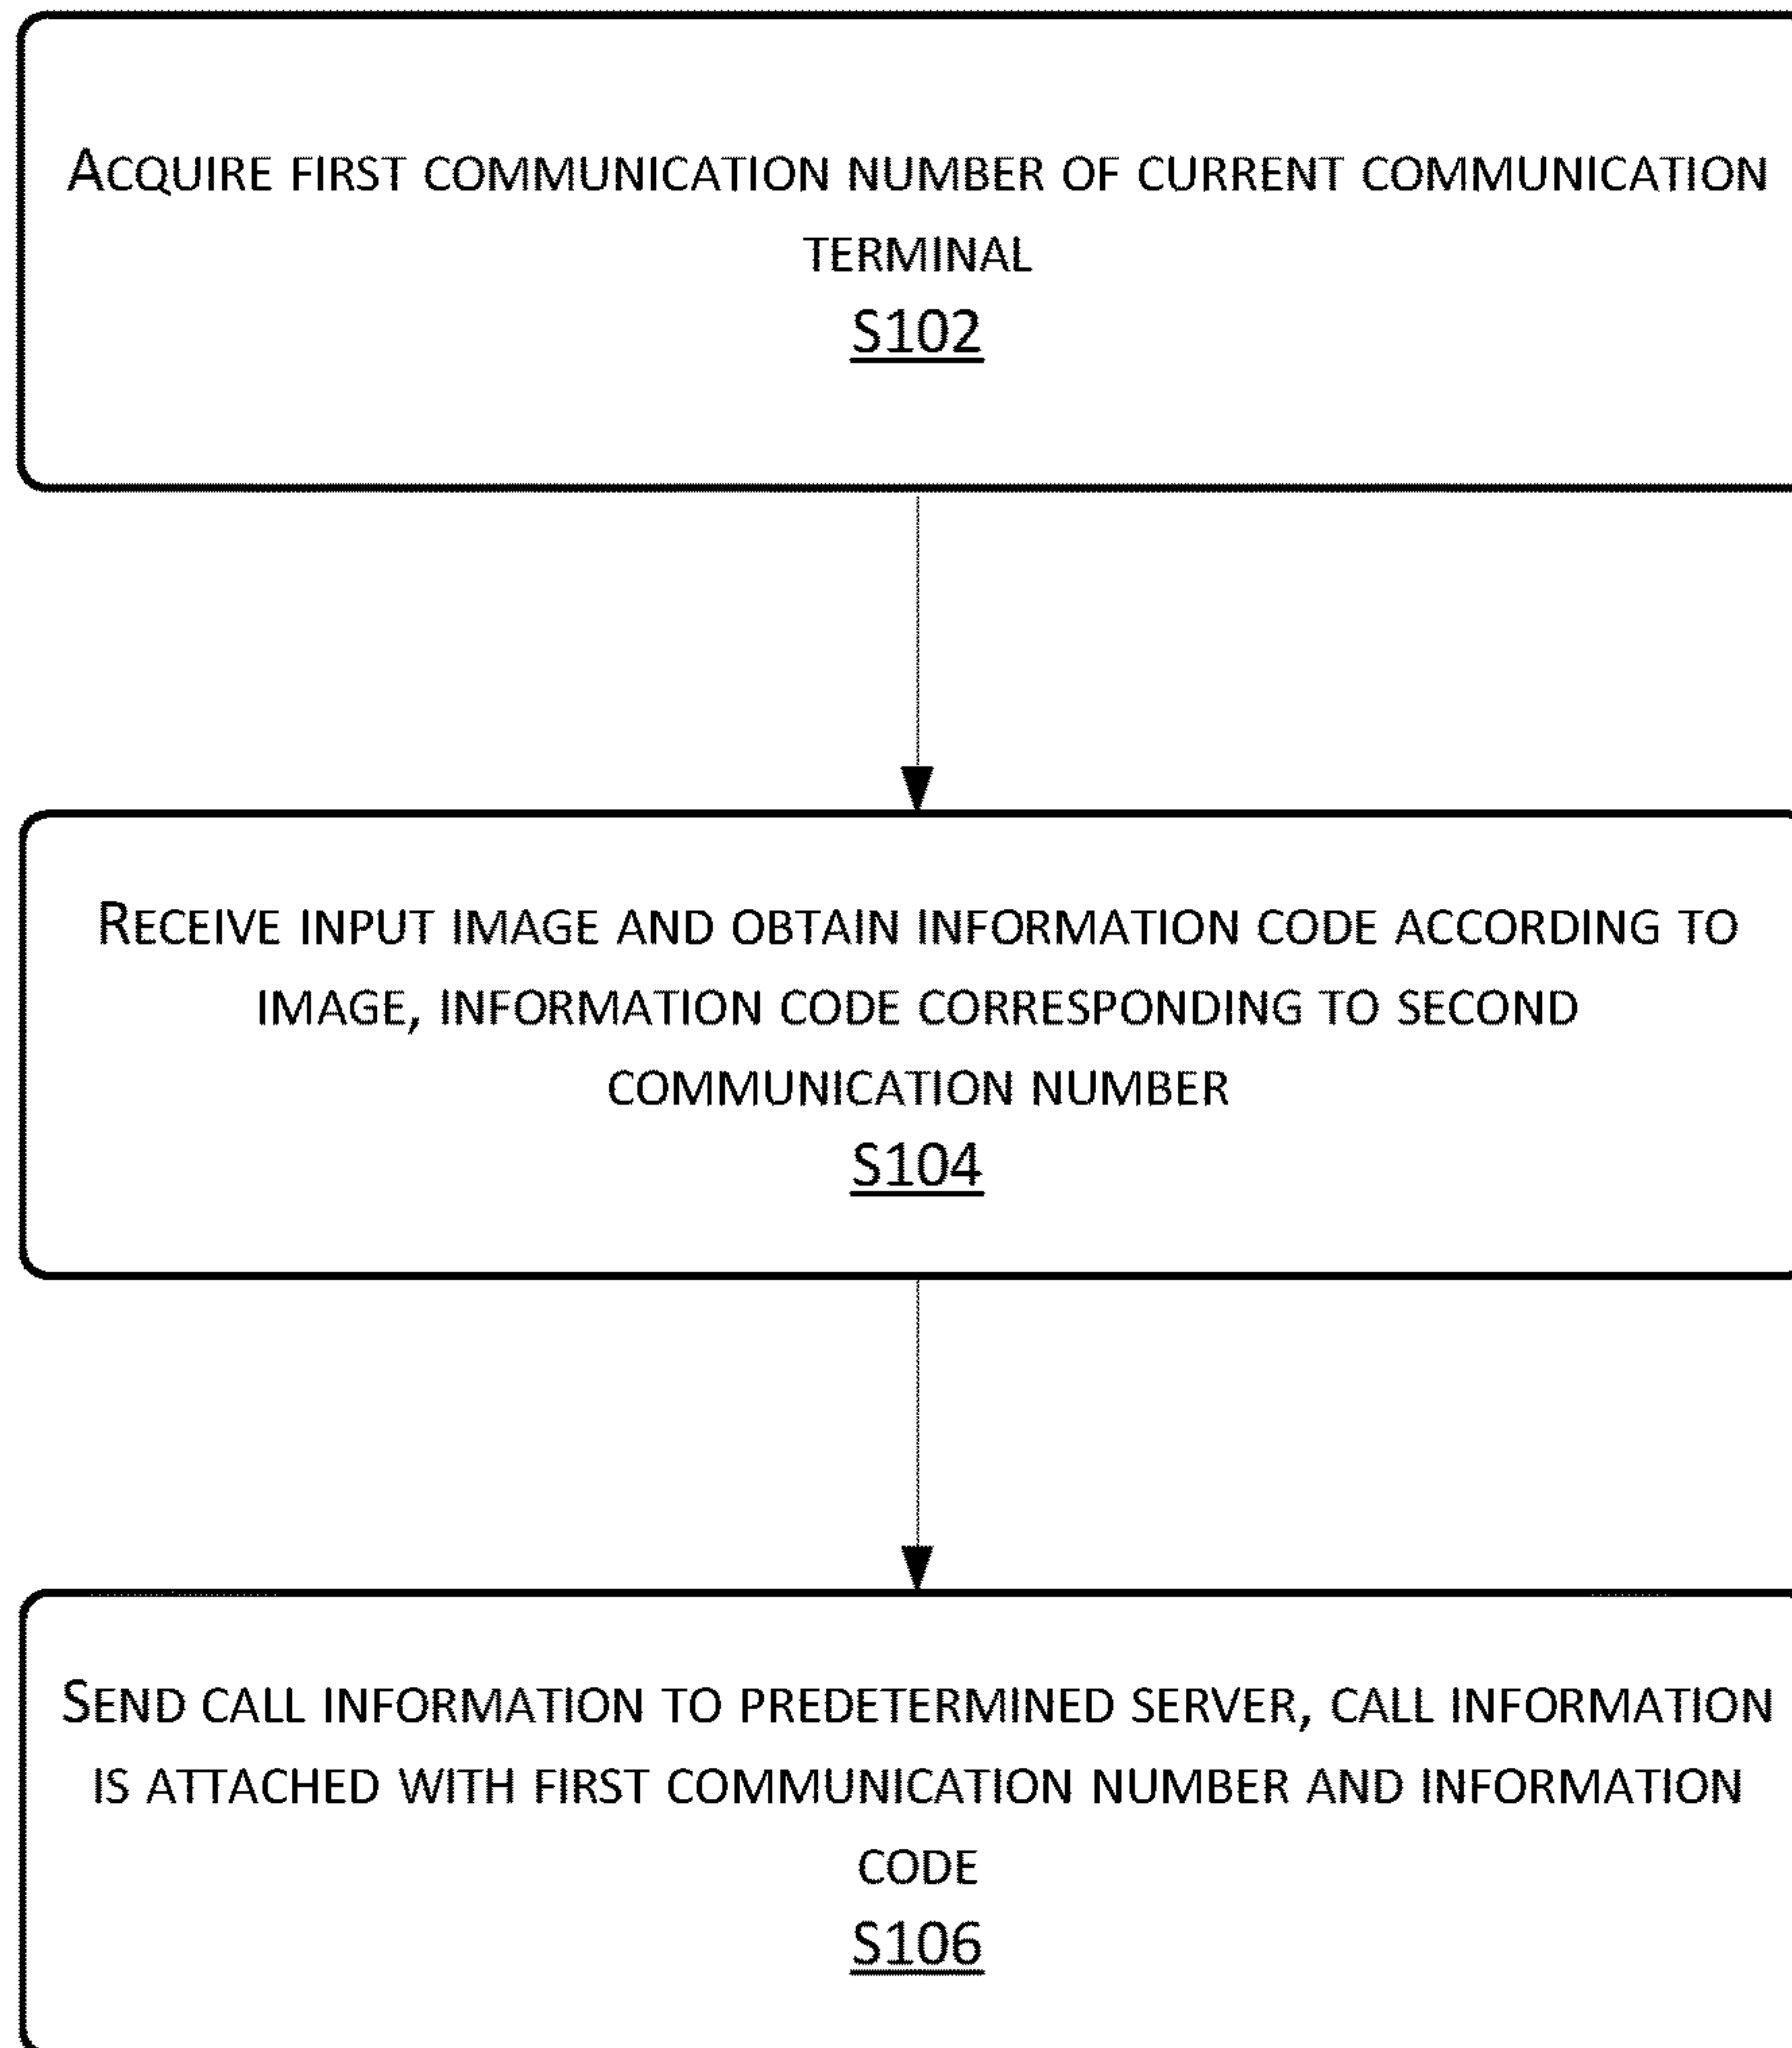 ACQUIRE FIRST COMMUNICATION NUMBER OF CURRENT COMMUNICATION
TERMINAL
S102
RECEIVE INPUT IMAGE AND OBTAIN INFORMATION CODE ACCORDING TO
IMAGE, INFORMATION CODE CORRESPONDING TO SECOND
COMMUNICATION NUMBER
S104
SEND CALL INFORMATION TO PREDETERMINED SERVER, CALL INFORMATION
IS ATTACHED WITH FIRST COMMUNICATION NUMBER AND INFORMATION
CODE
S106